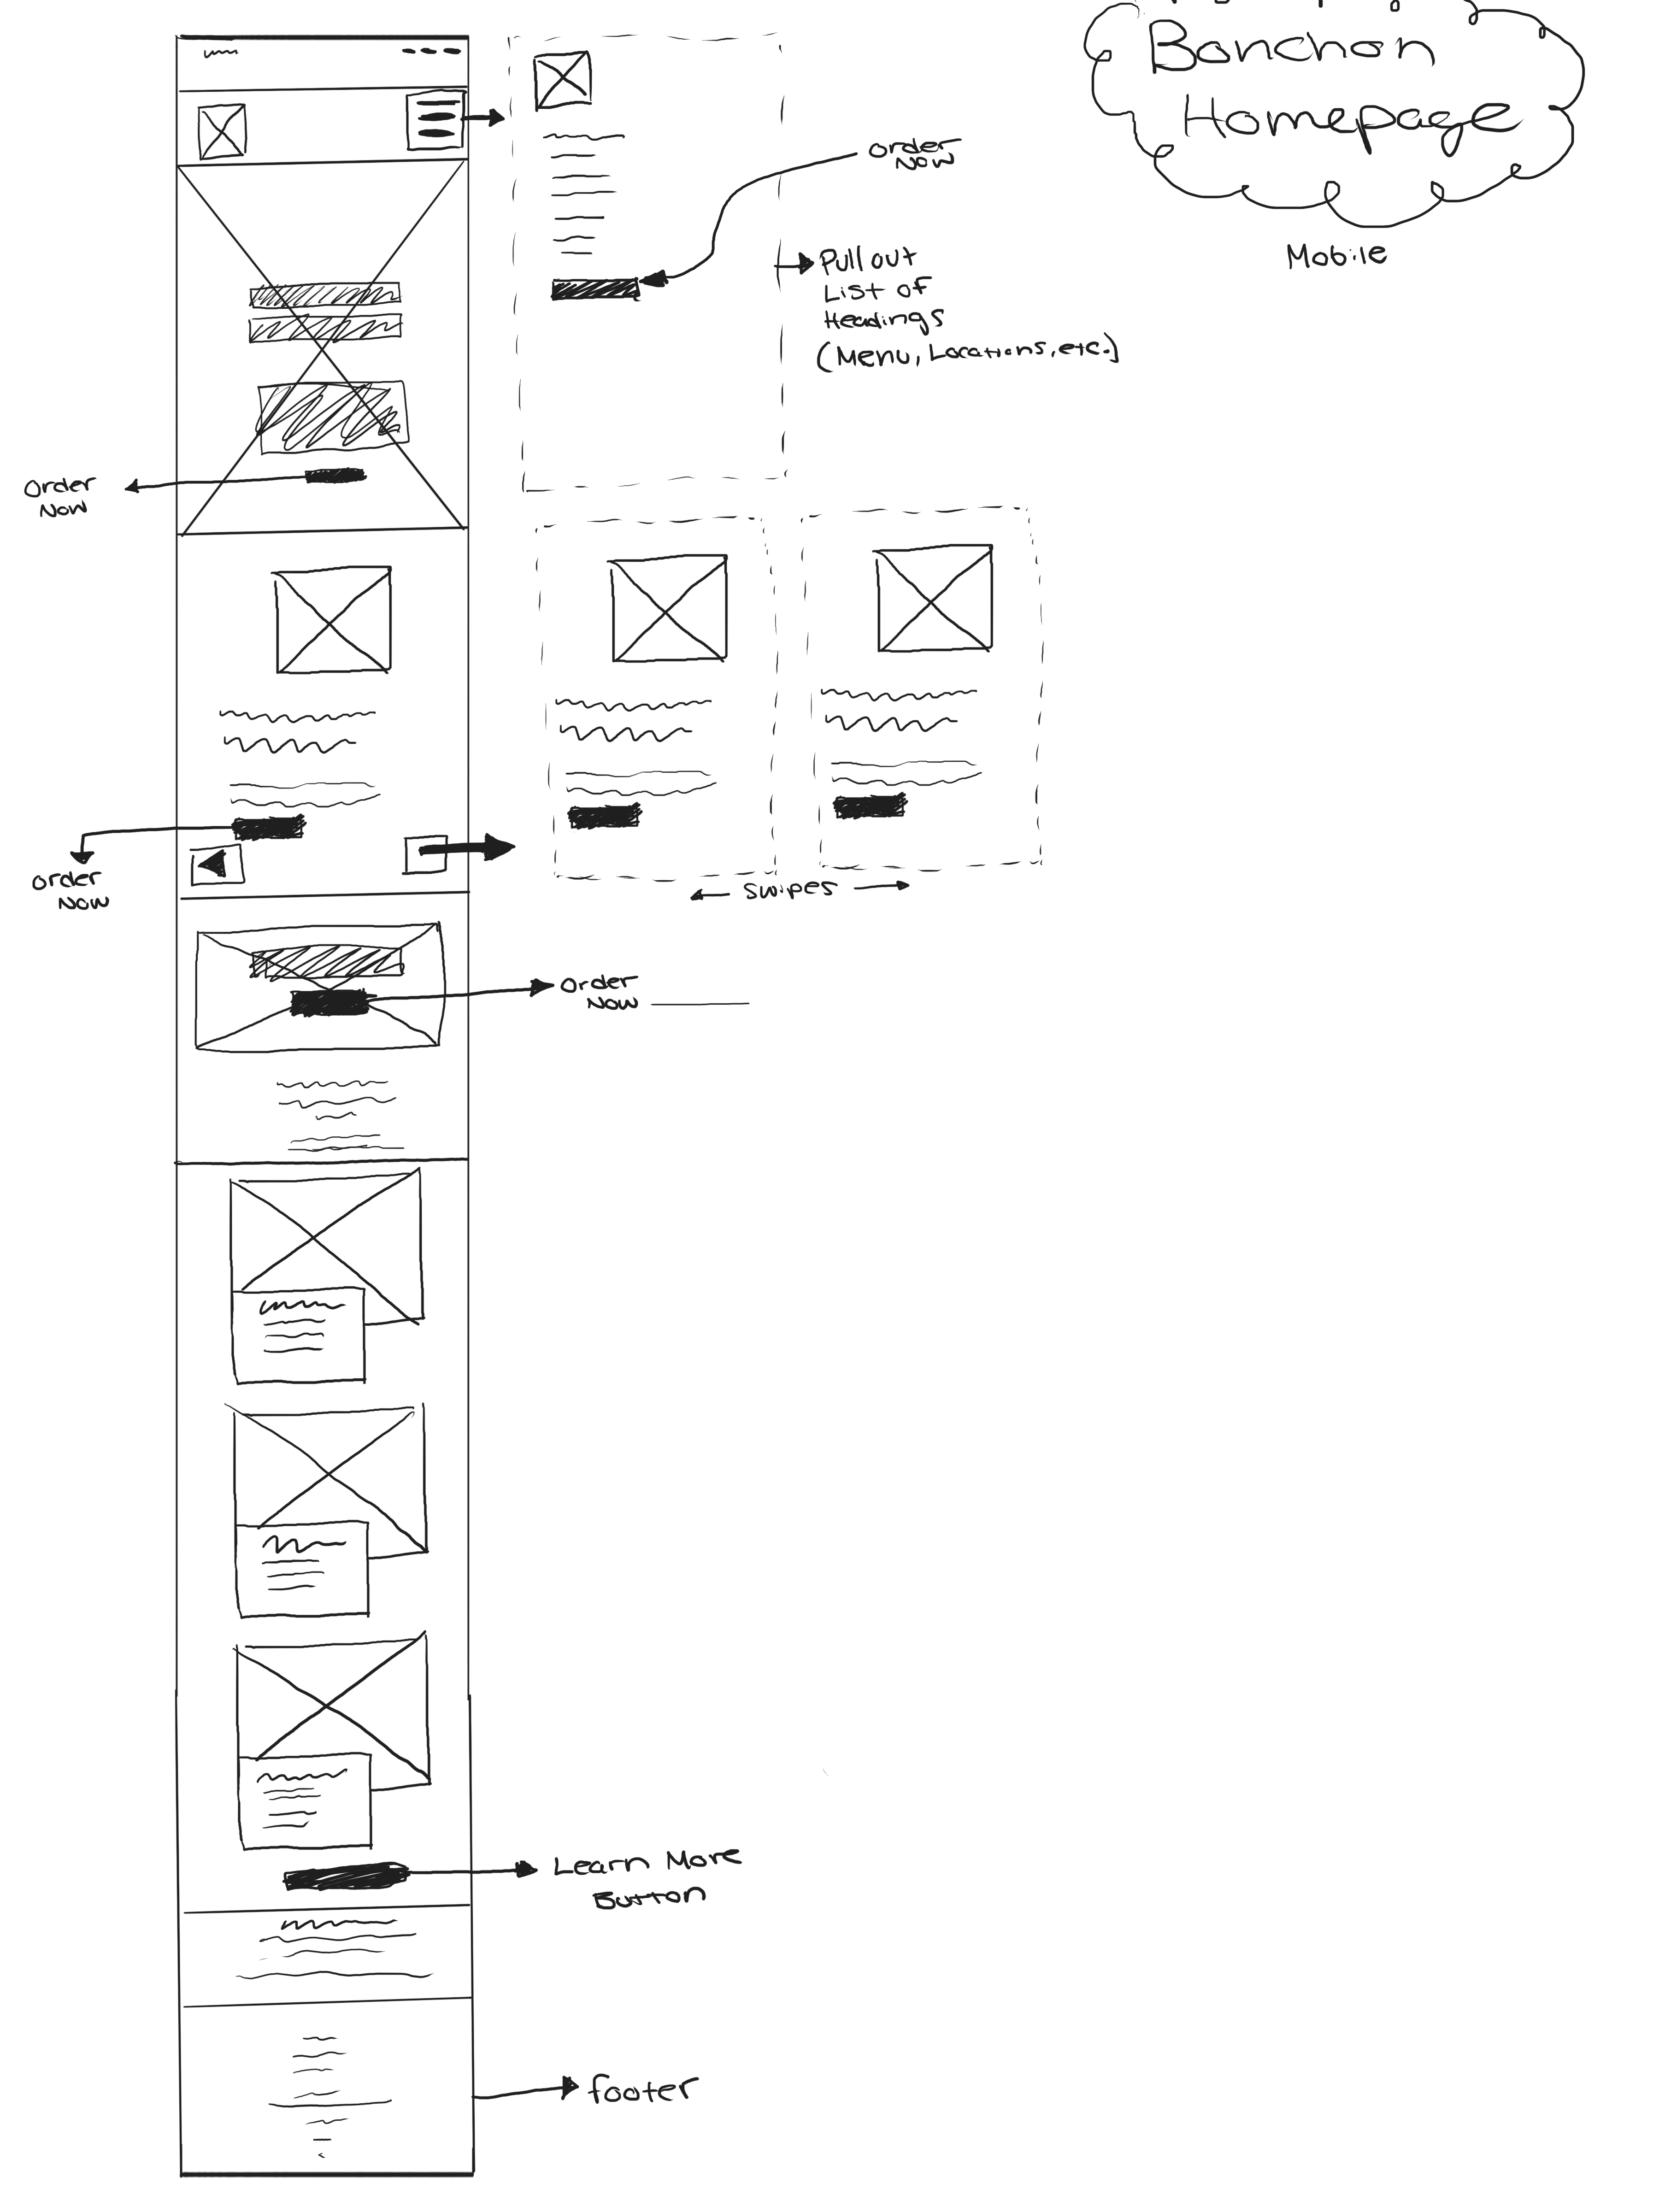 Bonchon
Homepage
Mobile
order
Now
Pull out
List of
Headings
(Menu, Locations, etc.)
order
Now
order
Now
← swipes →
order
Now
Learn More
Button
footer